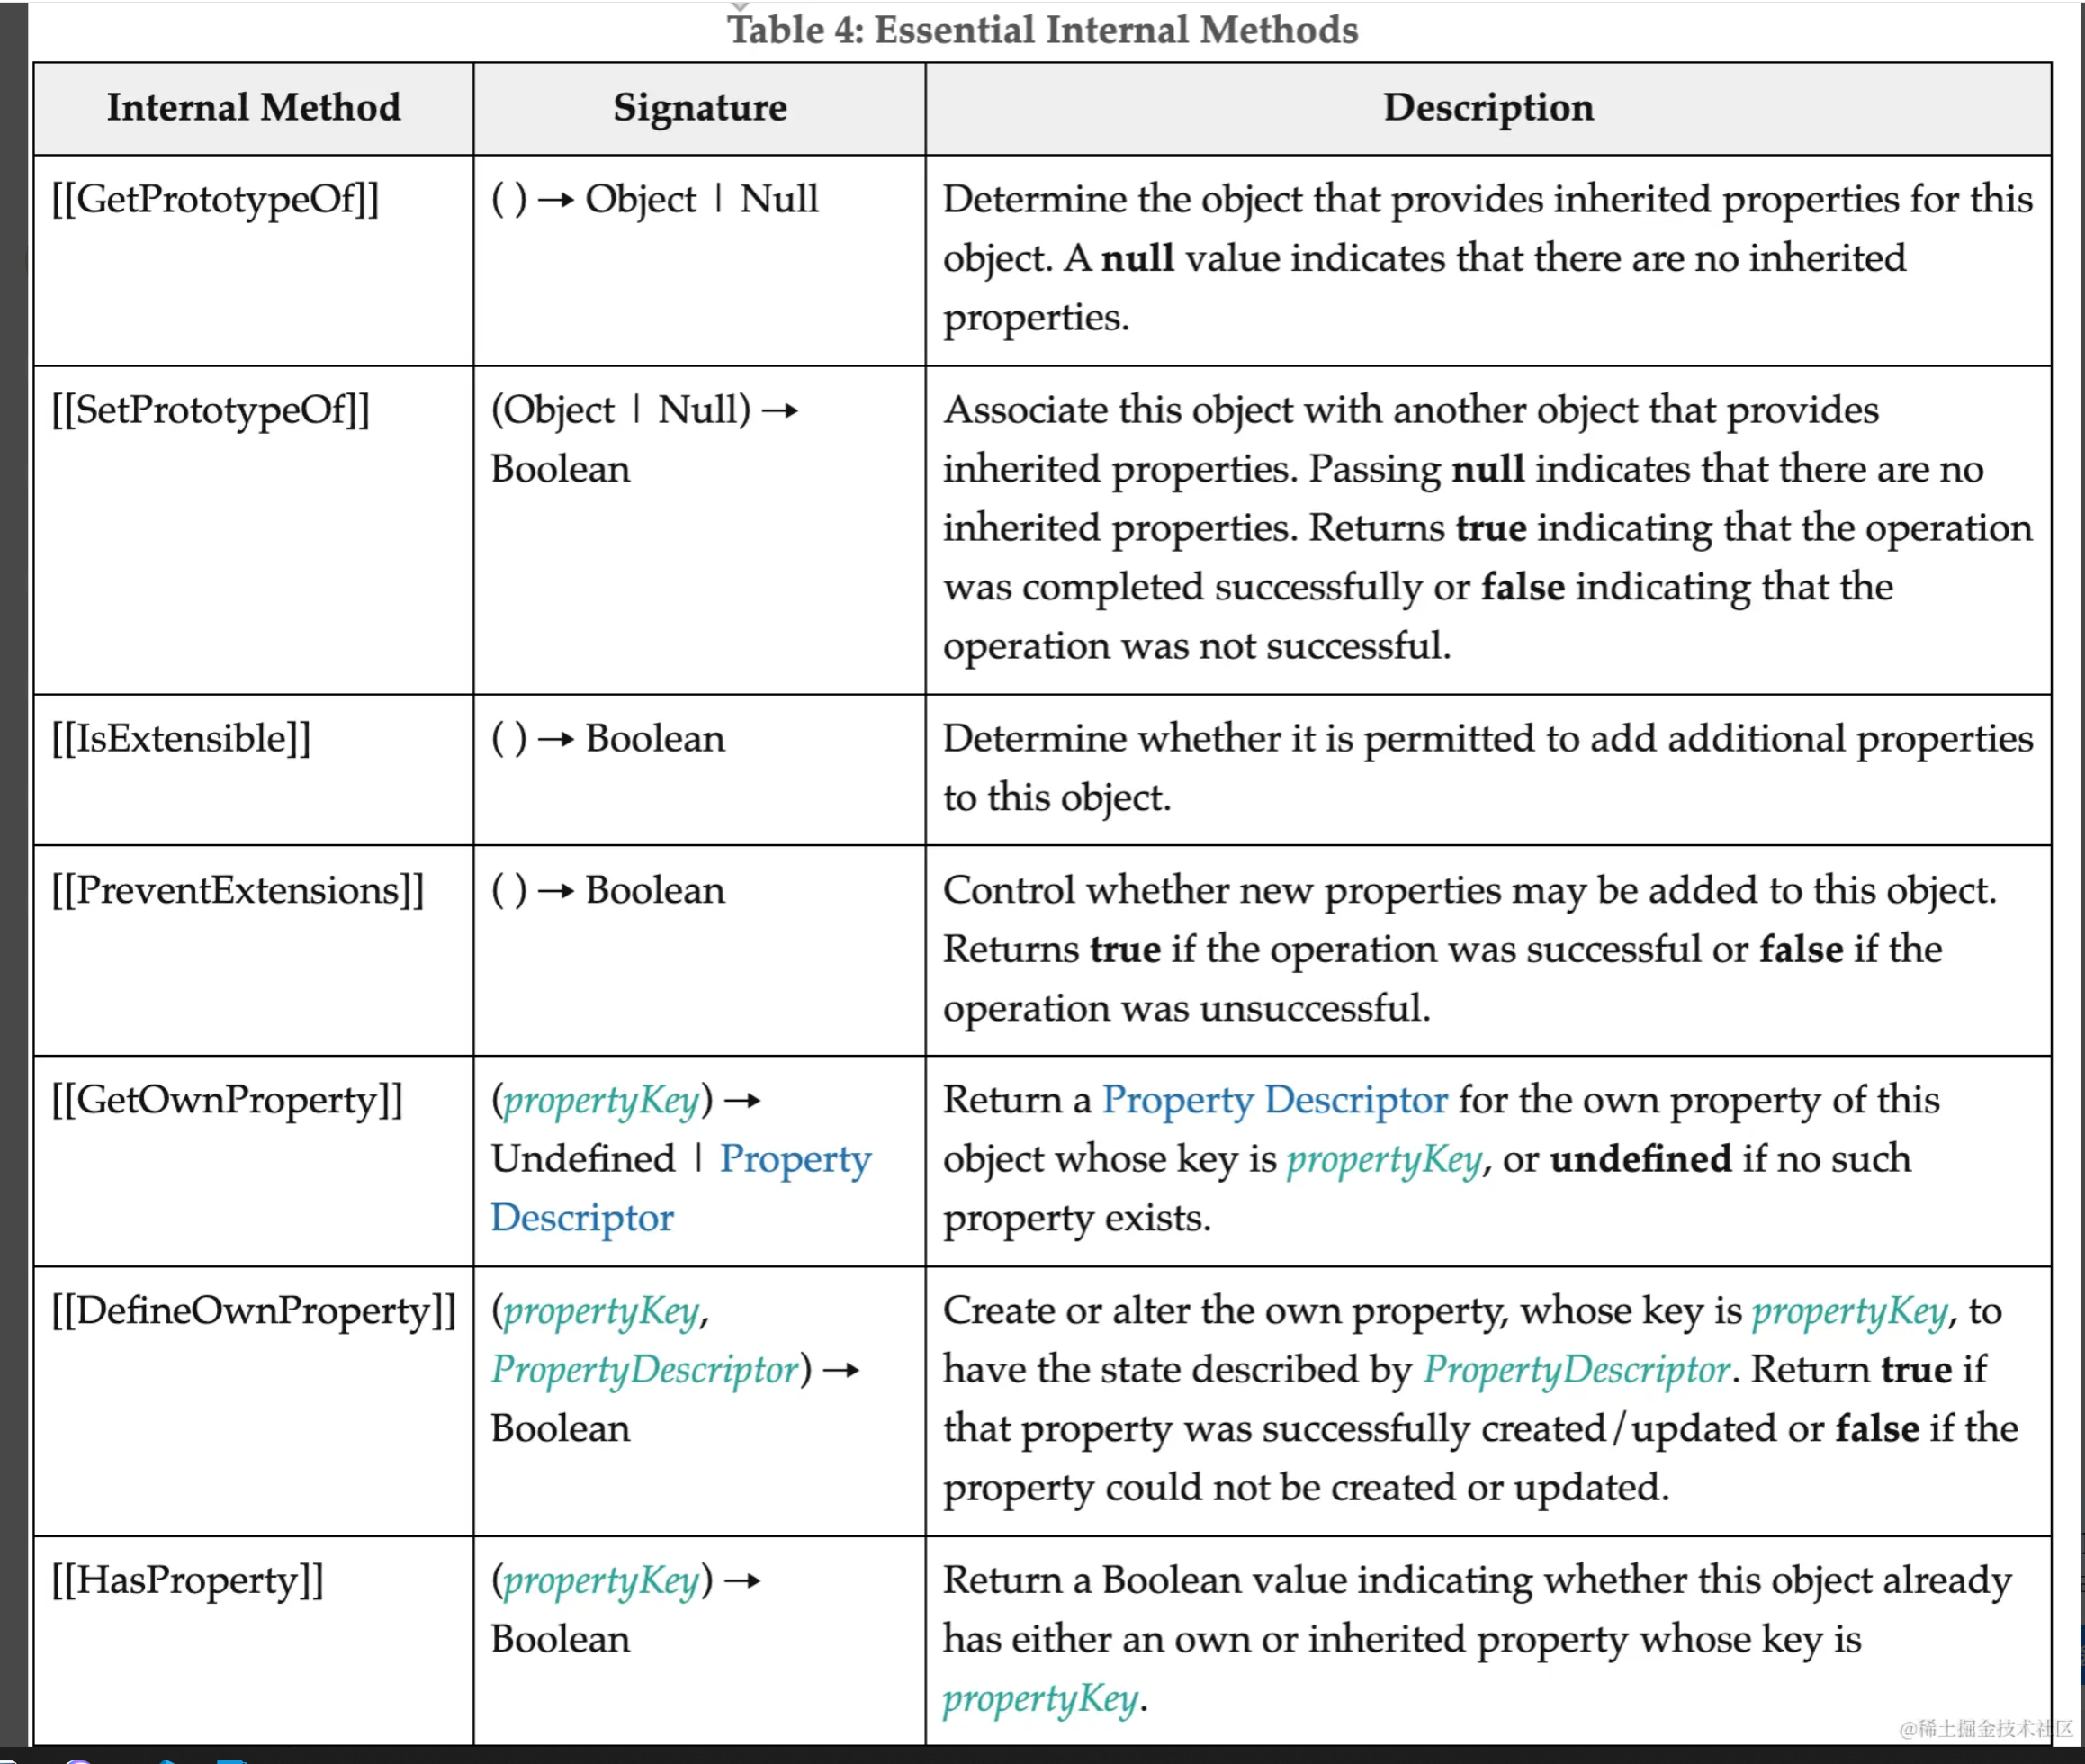 Table 4: Essential Internal Methods
Internal Method Signature Description
[[GetPrototypeOf]] ( ) → Object | Null Determine the object that provides inherited properties for this
object. A null value indicates that there are no inherited
properties.
[[SetPrototypeOf]] (Object | Null) → Associate this object with another object that provides
Boolean inherited properties. Passing null indicates that there are no
inherited properties. Returns true indicating that the operation
was completed successfully or false indicating that the
operation was not successful.
[[IsExtensible]] ( ) → Boolean Determine whether it is permitted to add additional properties
to this object.
[[PreventExtensions]] ( ) → Boolean Control whether new properties may be added to this object.
Returns true if the operation was successful or false if the
operation was unsuccessful.
[[GetOwnProperty]] (propertyKey) → Return a Property Descriptor for the own property of this
Undefined | Property object whose key is propertyKey, or undefined if no such
Descriptor property exists.
[[DefineOwnProperty]] (propertyKey, Create or alter the own property, whose key is propertyKey, to
PropertyDescriptor) → have the state described by PropertyDescriptor. Return true if
Boolean that property was successfully created/updated or false if the
property could not be created or updated.
[[HasProperty]] (propertyKey) → Return a Boolean value indicating whether this object already
Boolean has either an own or inherited property whose key is
propertyKey.
@稀土掘金技术社区